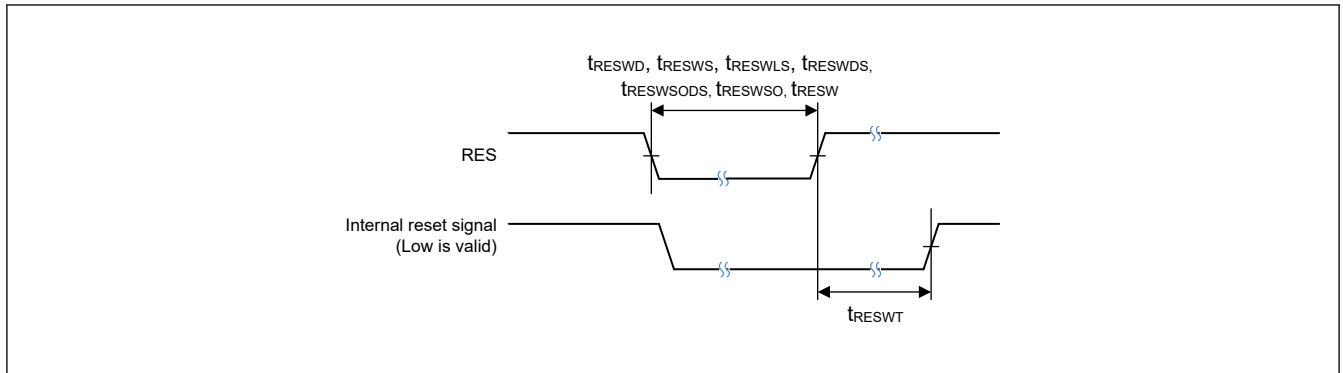 tRESWD, tRESWS, tRESWLS, tRESWDS,
tRESWSODS, tRESWSO, tRESW
RES
Internal reset signal
(Low is valid)
tRESWT